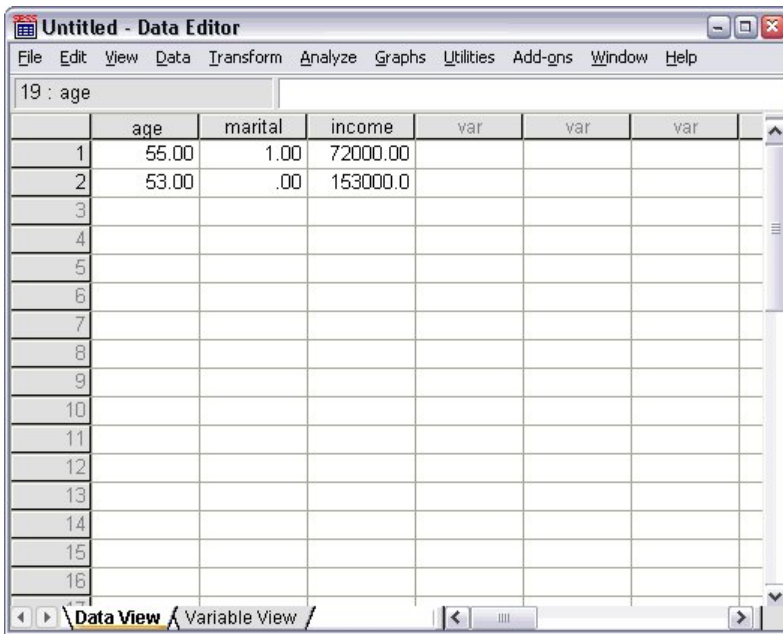 Untitled - Data Editor
File Edit View Data Transform Analyze Graphs Utilities Add-ons Window Help
19 : age
age marital income var var var
1 55.00 1.00 72000.00
2 53.00 .00 153000.0
3
4
5
6
7
8
9
10
11
12
13
14
15
16
17
Data View Variable View